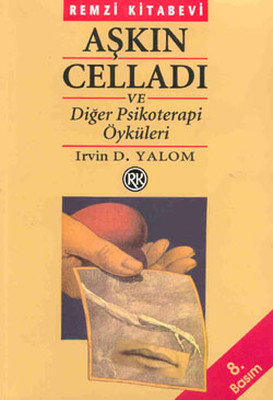 REMZİ KİTABEVİ
AŞKIN
CELLADI
VE
Diğer Psikoterapi
Öyküleri
Irvin D. YALOM
RK
8. Basım